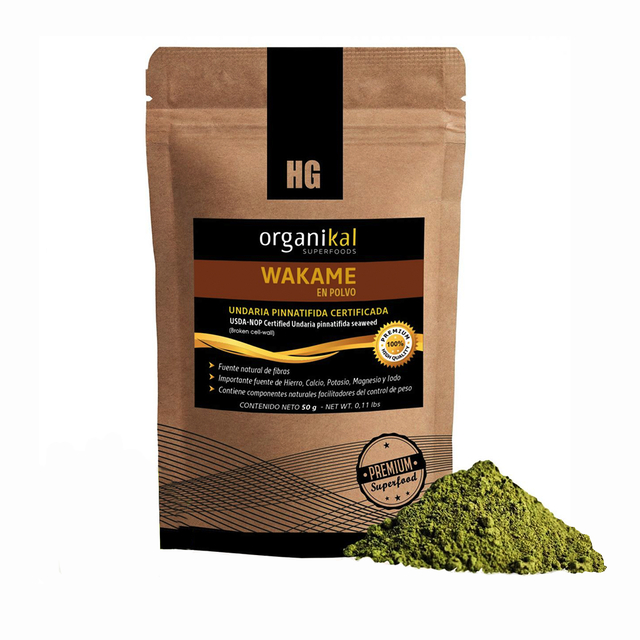 HG
organikal
SUPERFOODS
WAKAME
EN POLVO
UNDARIA PINNATIFIDA CERTIFICADA
USDA-NOP Certified Undaria pinnatifida seaweed
(Broken cell-wall)
PREMIUM
100%
HIGH QUALITY
Fuente natural de fibras
Importante fuente de Hierro, Calcio, Potasio, Magnesio y Iodo
Contiene componentes naturales facilitadores del control de peso
CONTENIDO NETO 50 g - NET WT. 0,11 lbs
PREMIUM
Superfood